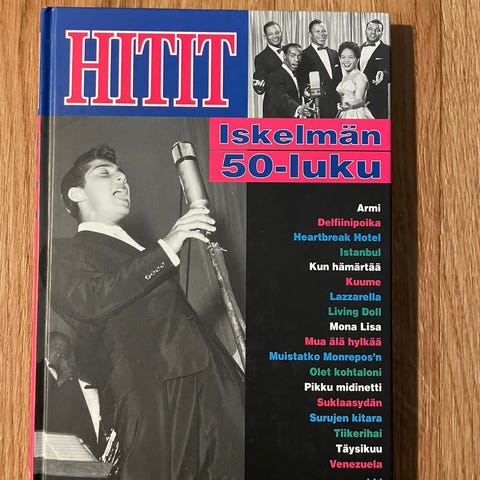 HITIT
Iskelmän
50-luku
Armi
Delfiinipoika
Heartbreak Hotel
Istanbul
Kun hämärtää
Kuume
Lazzarella
Living Doll
Mona Lisa
Mua älä hylkää
Muistatko Monrepos'n
Olet kohtaloni
Pikku midinetti
Suklaasydän
Surujen kitara
Tiikerihai
Täysikuu
Venezuela
...